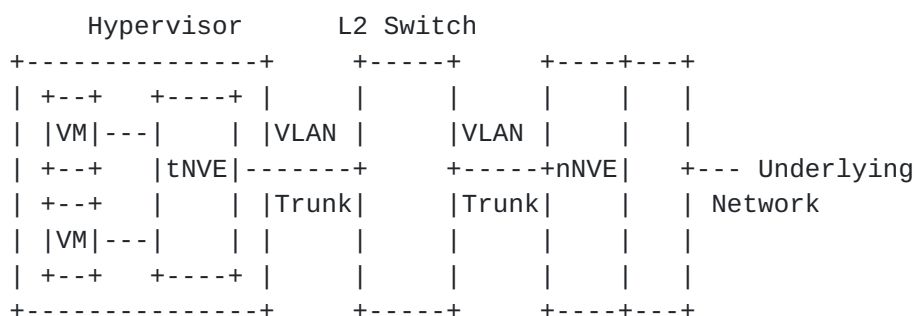 Hypervisor      L2 Switch
+---------------+     +-----+     +----+---+
| +--+   +----+ |     |     |     |    |   |
| |VM|---|    | |VLAN |     |VLAN |    |   |
| +--+   |tNVE|-------+     +-----+nNVE|   +--- Underlying
| +--+   |    | |Trunk|     |Trunk|    |   | Network
| |VM|---|    | |     |     |     |    |   |
| +--+   +----+ |     |     |     |    |   |
+---------------+     +-----+     +----+---+